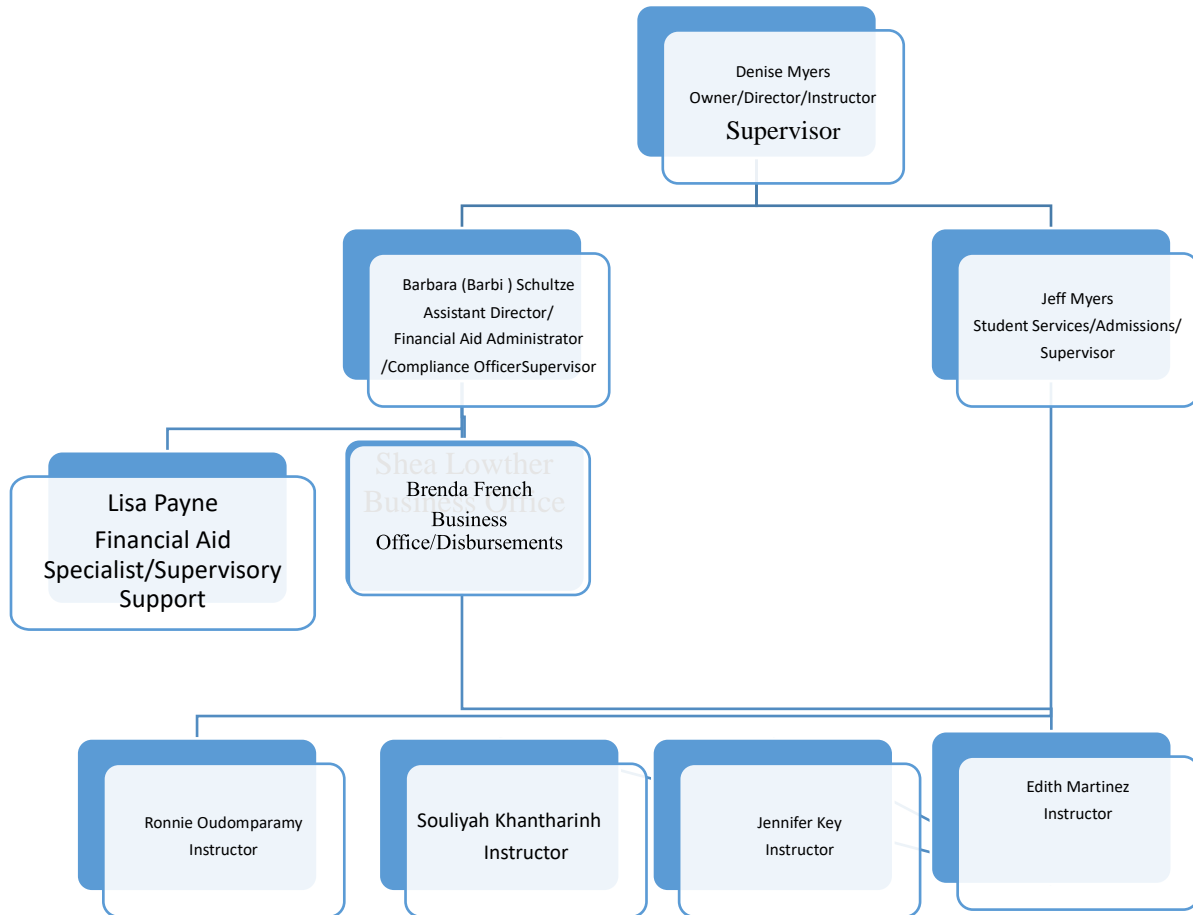 Denise Myers
Owner/Director/Instructor
Supervisor
Barbara (Barbi ) Schultze
Assistant Director/
Financial Aid Administrator
/Compliance OfficerSupervisor
Jeff Myers
Student Services/Admissions/
Supervisor
Lisa Payne
Financial Aid
Specialist/Supervisory
Support
Shea Lowther
Business Office
Brenda French
Business
Office/Disbursements
Ronnie Oudomparamy
Instructor
Souliyah Khantharinh
Instructor
Jennifer Key
Instructor
Edith Martinez
Instructor